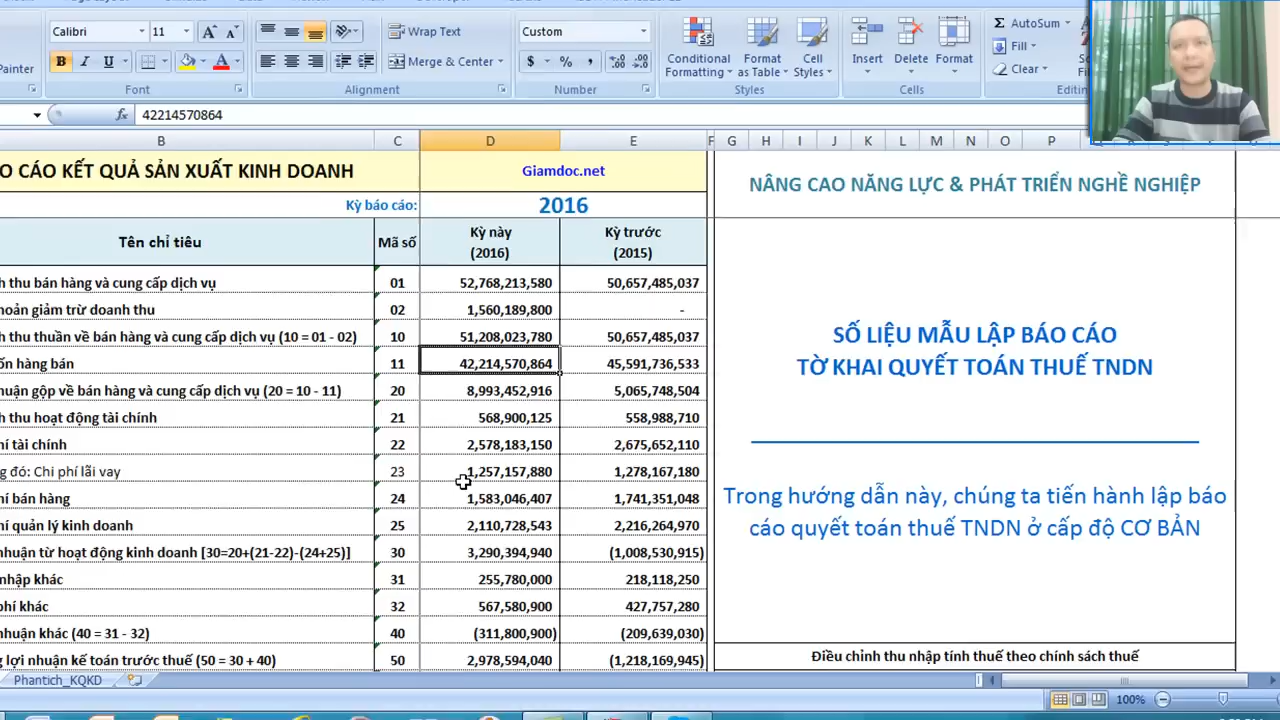 Calibri 11 Wrap Text Custom AutoSum
Painter B I U Merge & Center $ % , Conditional Formatting Format as Table Cell Styles Insert Delete Format Fill Clear
Font Alignment Number Styles Cells
fx 42214570864
B C D E F G H I J K L M N O P
CÁO KẾT QUẢ SẢN XUẤT KINH DOANH Giamdoc.net
Kỳ báo cáo: 2016
Tên chỉ tiêu Mã số Kỳ này (2016) Kỳ trước (2015)
thu bán hàng và cung cấp dịch vụ 01 52,768,213,580 50,657,485,037
giảm trừ doanh thu 02 1,560,189,800 -
thu thuần về bán hàng và cung cấp dịch vụ (10 = 01 - 02) 10 51,208,023,780 50,657,485,037
hàng bán 11 42,214,570,864 45,591,736,533
gộp về bán hàng và cung cấp dịch vụ (20 = 10 - 11) 20 8,993,452,916 5,065,748,504
thu hoạt động tài chính 21 568,900,125 558,988,710
tài chính 22 2,578,183,150 2,675,652,110
đó: Chi phí lãi vay 23 1,257,157,880 1,278,167,180
bán hàng 24 1,583,046,407 1,741,351,048
quản lý kinh doanh 25 2,110,728,543 2,216,264,970
từ hoạt động kinh doanh [30=20+(21-22)-(24+25)] 30 3,290,394,940 (1,008,530,915)
nhập khác 31 255,780,000 218,118,250
khác 32 567,580,900 427,757,280
khác (40 = 31 - 32) 40 (311,800,900) (209,639,030)
lợi nhuận kế toán trước thuế (50 = 30 + 40) 50 2,978,594,040 (1,218,169,945)
NÂNG CAO NĂNG LỰC & PHÁT TRIỂN NGHỀ NGHIỆP
SỐ LIỆU MẪU LẬP BÁO CÁO
TỜ KHAI QUYẾT TOÁN THUẾ TNDN
Trong hướng dẫn này, chúng ta tiến hành lập báo
cáo quyết toán thuế TNDN ở cấp độ CƠ BẢN
Điều chỉnh thu nhập tính thuế theo chính sách thuế
Phantich_KQKD
100%